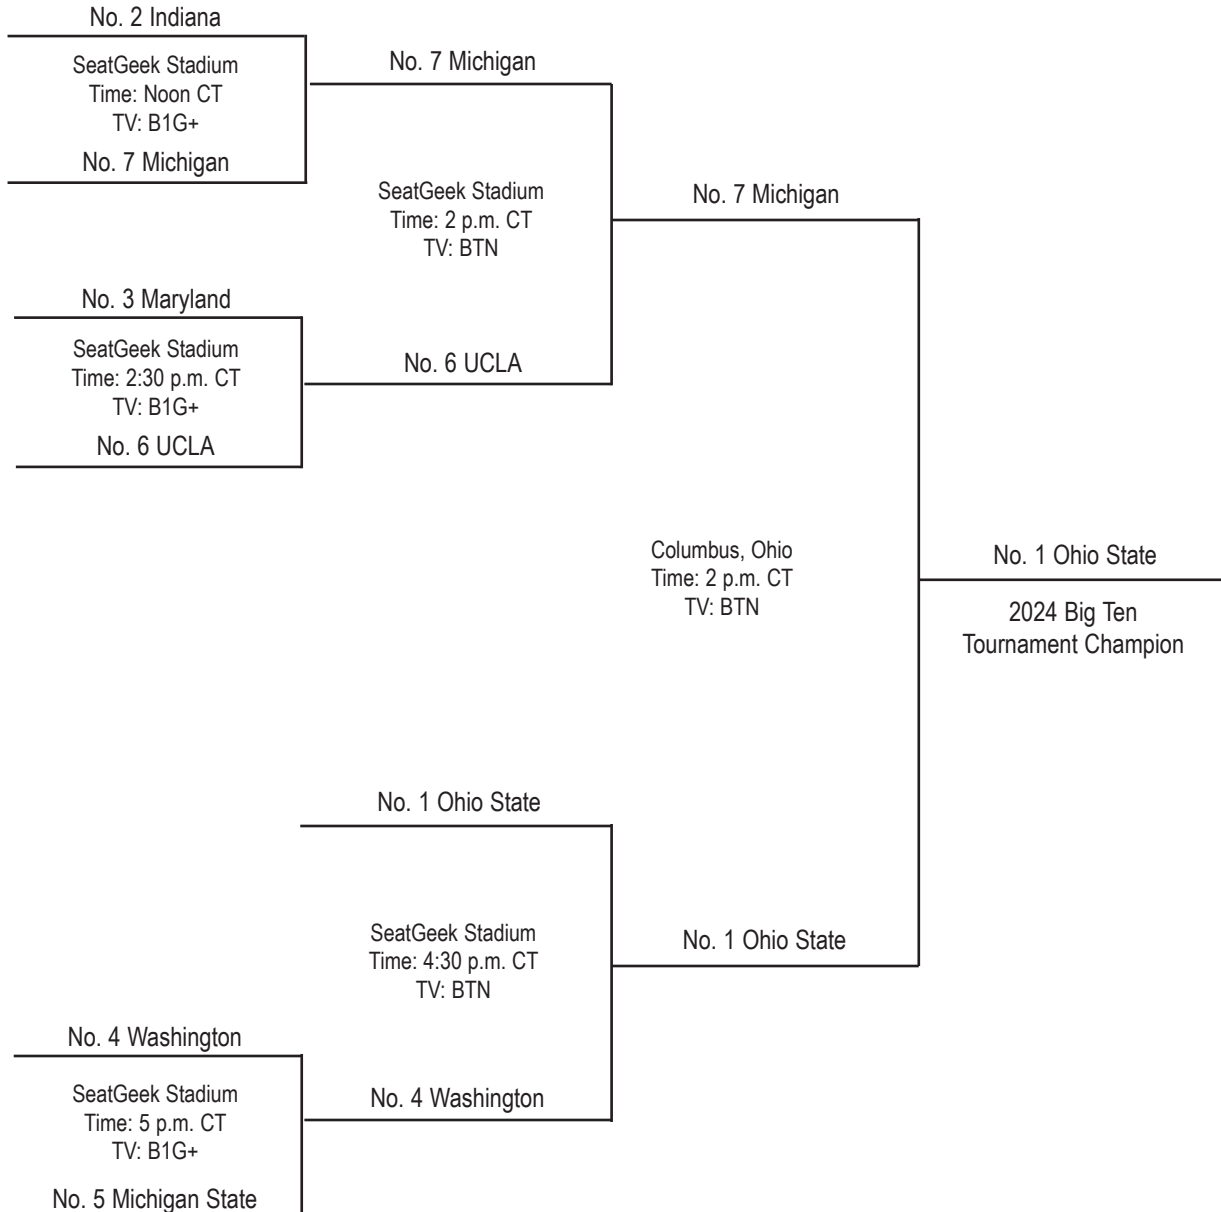 No. 2 Indiana
SeatGeek Stadium
Time: Noon CT
TV: B1G+
No. 7 Michigan
No. 7 Michigan
SeatGeek Stadium
Time: 2 p.m. CT
TV: BTN
No. 7 Michigan
No. 3 Maryland
SeatGeek Stadium
Time: 2:30 p.m. CT
TV: B1G+
No. 6 UCLA
No. 6 UCLA
Columbus, Ohio
Time: 2 p.m. CT
TV: BTN
No. 1 Ohio State
2024 Big Ten
Tournament Champion
No. 1 Ohio State
SeatGeek Stadium
Time: 4:30 p.m. CT
TV: BTN
No. 1 Ohio State
No. 4 Washington
SeatGeek Stadium
Time: 5 p.m. CT
TV: B1G+
No. 5 Michigan State
No. 4 Washington